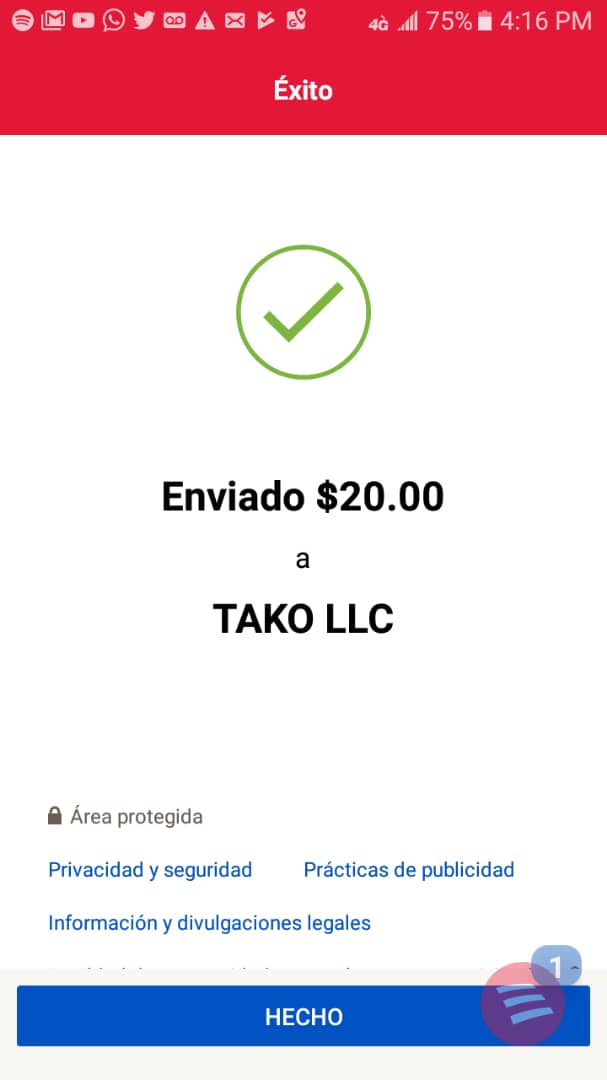 4G 75% 4:16 PM
Éxito
Enviado $20.00
a
TAKO LLC
Área protegida
Privacidad y seguridad Prácticas de publicidad
Información y divulgaciones legales
1
HECHO